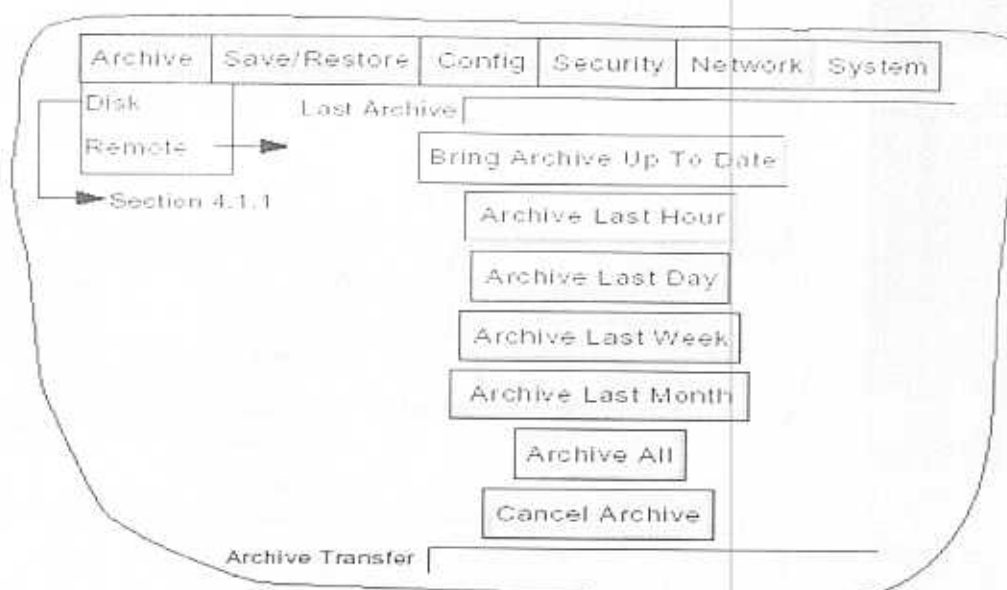 Archive Save/Restore Config Security Network System
Disk
Last Archive
Remote
Bring Archive Up To Date
Section 4.1.1
Archive Last Hour
Archive Last Day
Archive Last Week
Archive Last Month
Archive All
Cancel Archive
Archive Transfer